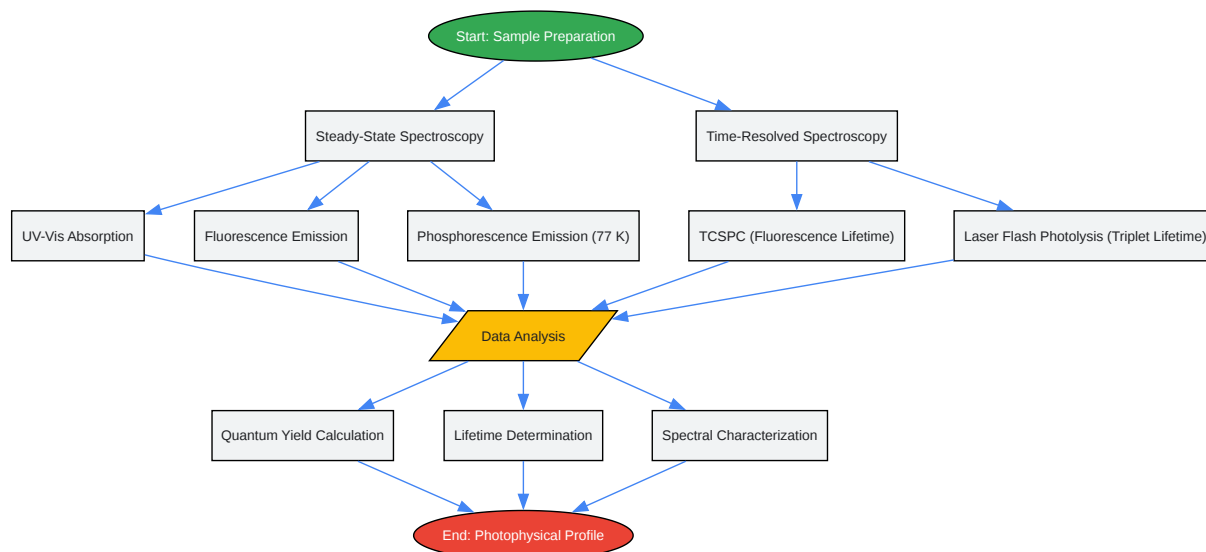 Start: Sample Preparation
Steady-State Spectroscopy
Time-Resolved Spectroscopy
UV-Vis Absorption
Fluorescence Emission
Phosphorescence Emission (77 K)
TCSPC (Fluorescence Lifetime)
Laser Flash Photolysis (Triplet Lifetime)
Data Analysis
Quantum Yield Calculation
Lifetime Determination
Spectral Characterization
End: Photophysical Profile